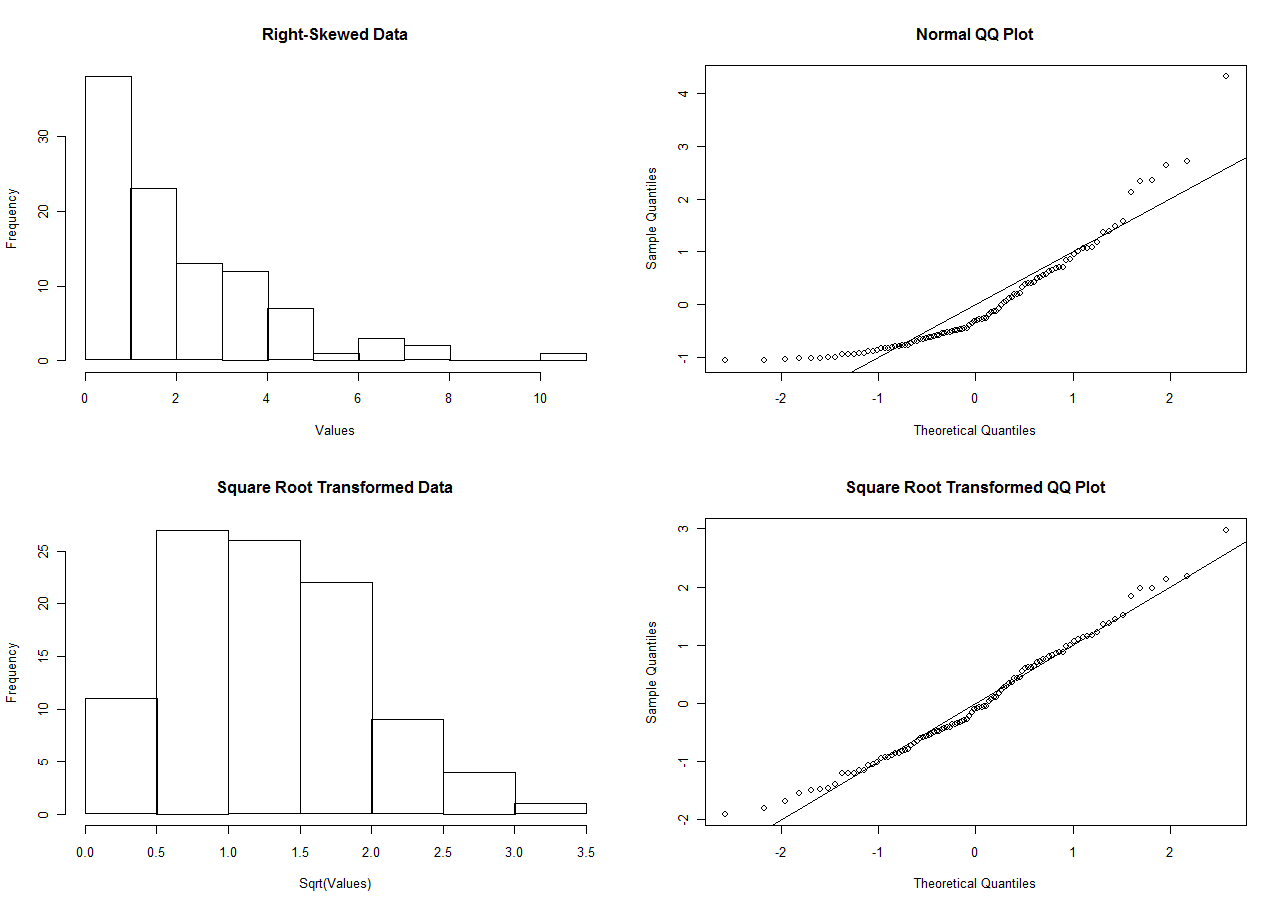 Right-Skewed Data
Frequency
30
20
10
0
0 2 4 6 8 10
Values
Normal QQ Plot
Sample Quantiles
4
3
2
1
0
-1
-2 -1 0 1 2
Theoretical Quantiles
Square Root Transformed Data
Frequency
25
20
15
10
5
0
0.0 0.5 1.0 1.5 2.0 2.5 3.0 3.5
Sqrt(Values)
Square Root Transformed QQ Plot
Sample Quantiles
3
2
1
0
-1
-2
-2 -1 0 1 2
Theoretical Quantiles